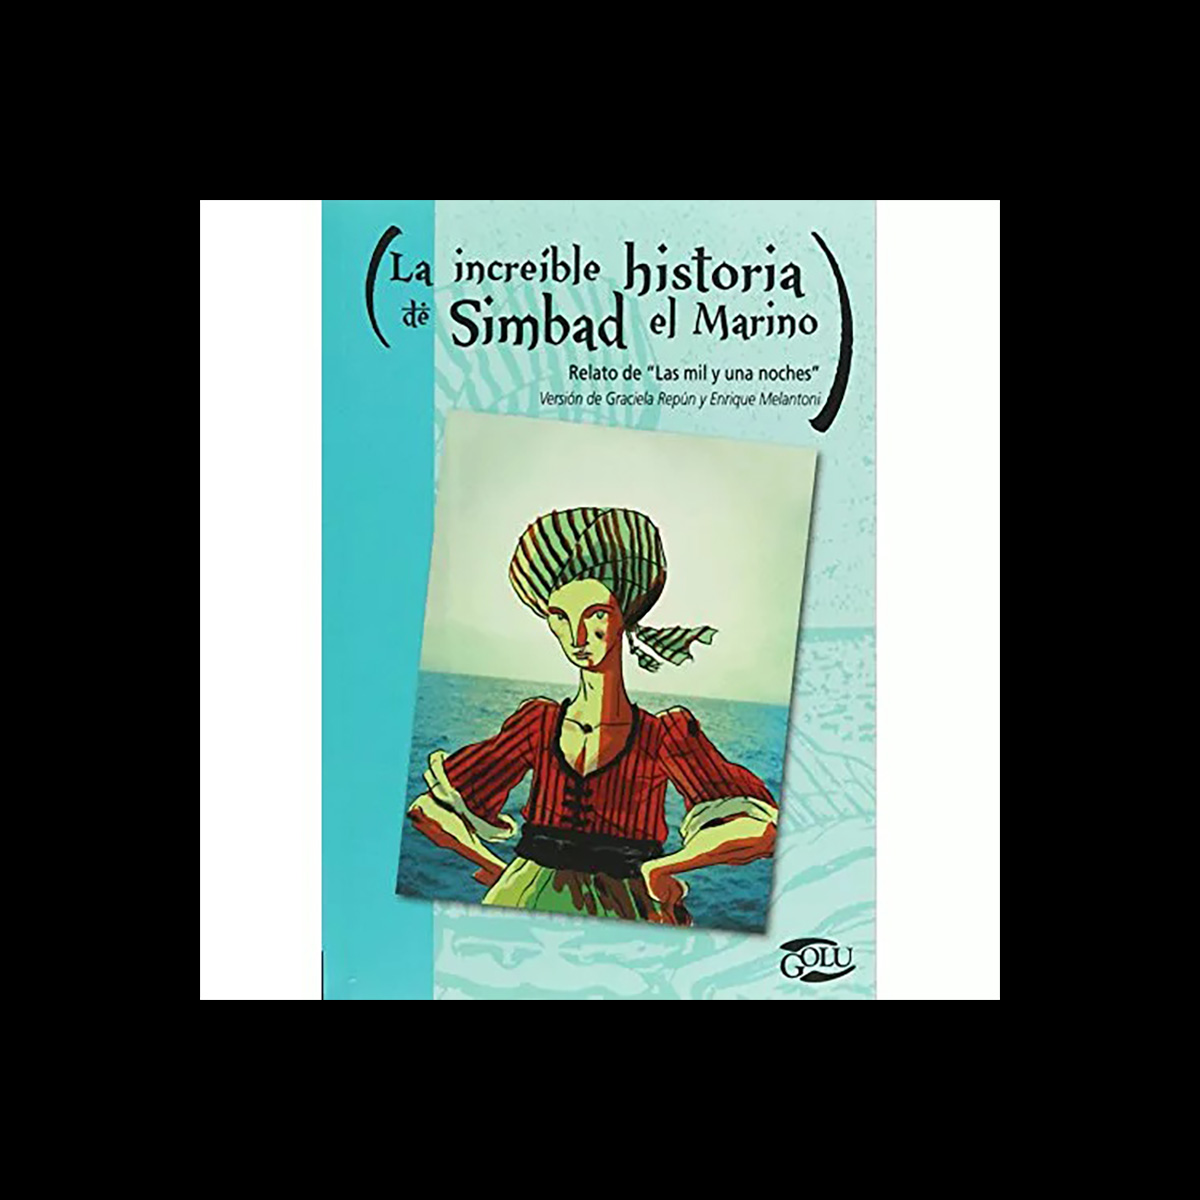 (La increíble historia
de Simbad el Marino)
Relato de "Las mil y una noches"
Versión de Graciela Repún y Enrique Melantoni
GOLU